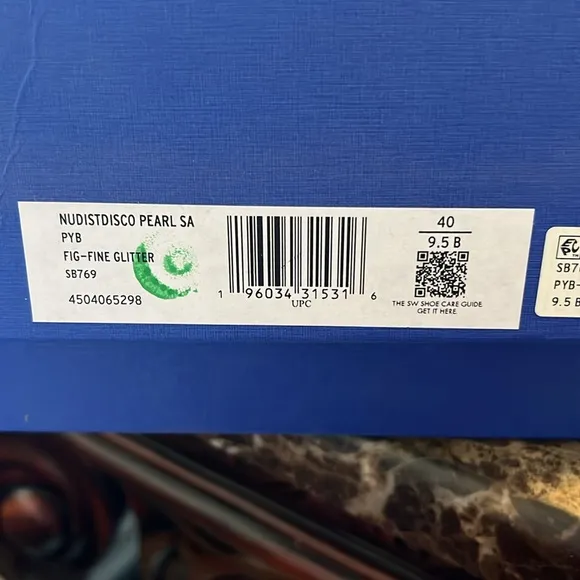 NUDISTDISCO PEARL SA
PYB
FIG-FINE GLITTER
SB769
4504065298
1 96034 31531 6
UPC
40
9.5 B
THE SW SHOE CARE GUIDE.
GET IT HERE.
SB7
PYB-
9.5 B